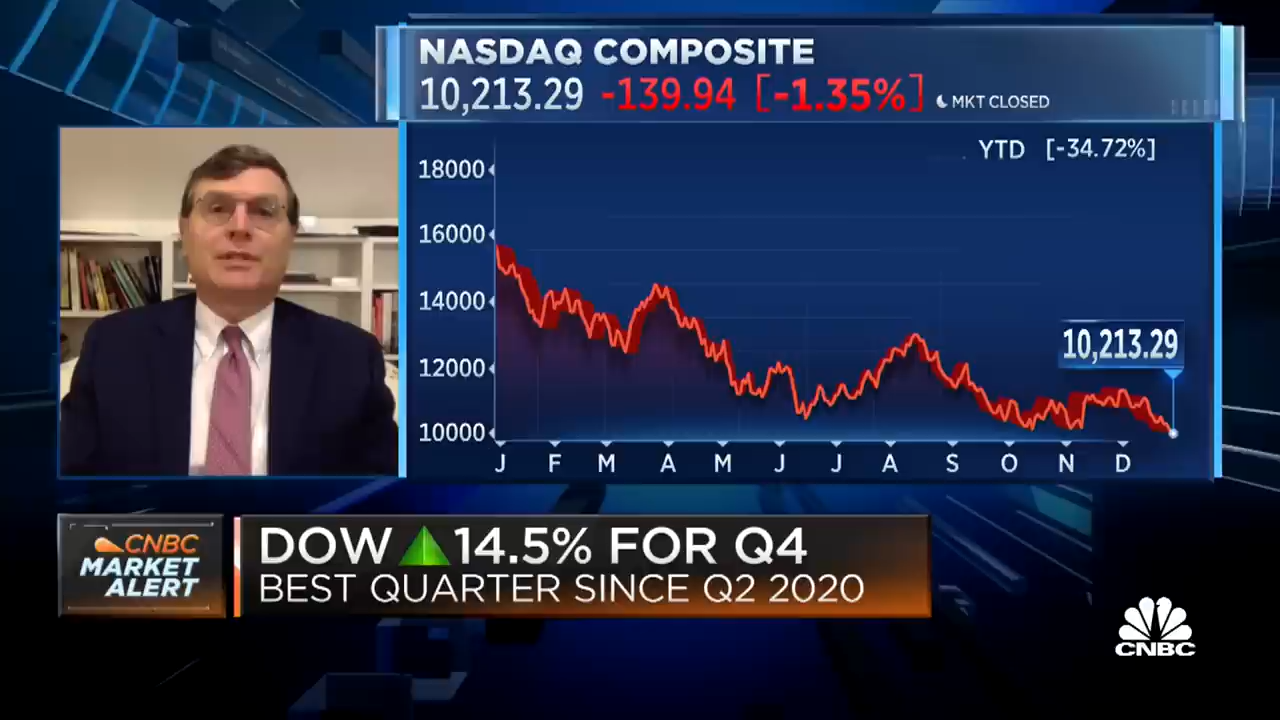 NASDAQ COMPOSITE
10,213.29 -139.94 [-1.35%] MKT CLOSED
YTD [-34.72%]
18000
16000
14000
12000
10000
10,213.29
J F M A M J J A S O N D
CNBC
MARKET
ALERT
DOW 14.5% FOR Q4
BEST QUARTER SINCE Q2 2020
CNBC